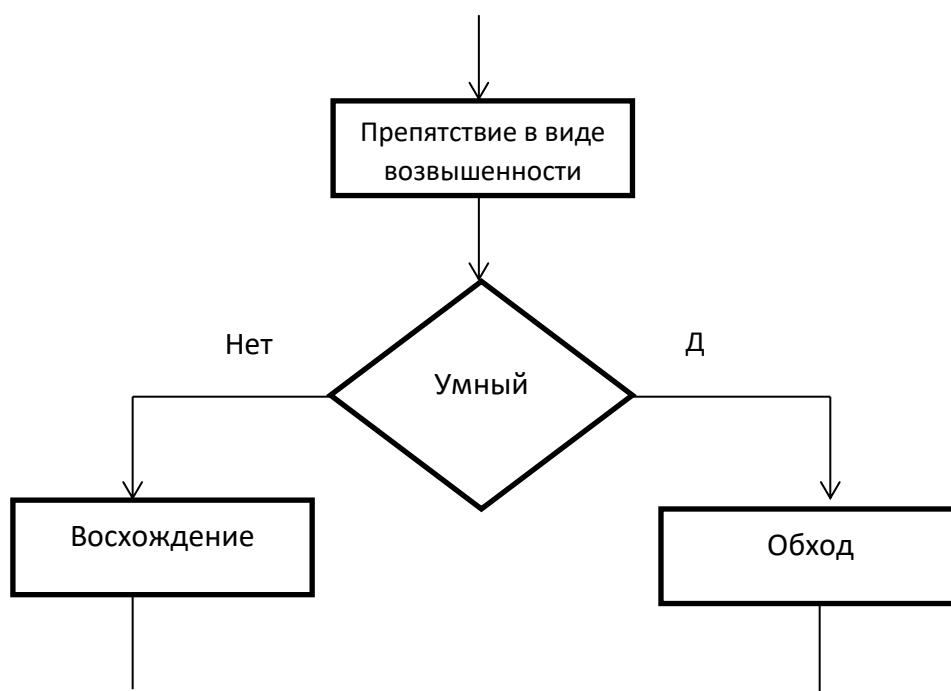 Препятствие в виде
возвышенности
Нет
Д
Умный
Восхождение
Обход